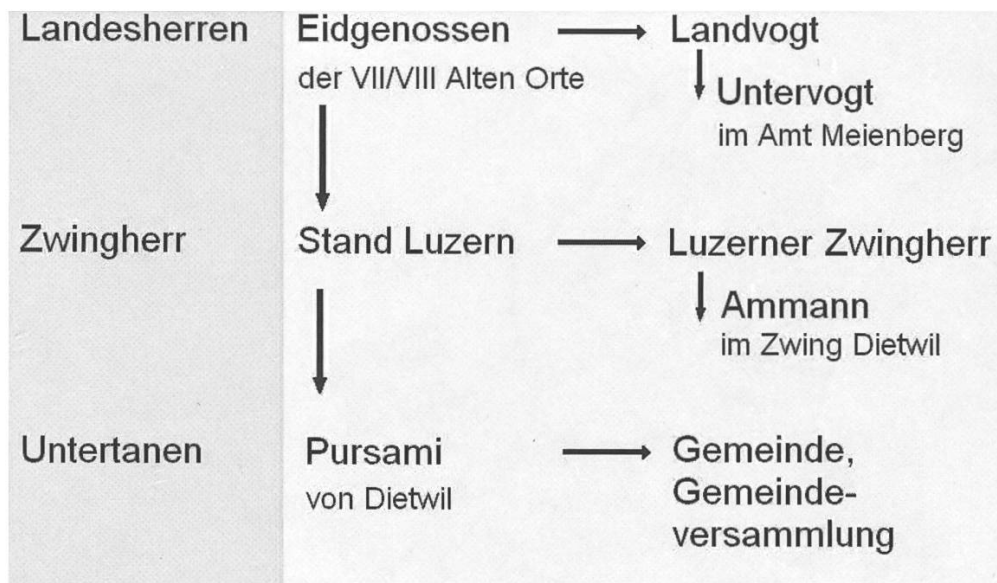 Landesherren
Eidgenossen
der VII/VIII Alten Orte
Landvogt
Untervogt
im Amt Meienberg
Zwingherr
Stand Luzern
Luzerner Zwingherr
Ammann
im Zwing Dietwil
Untertanen
Pursami
von Dietwil
Gemeinde,
Gemeinde-
versammlung